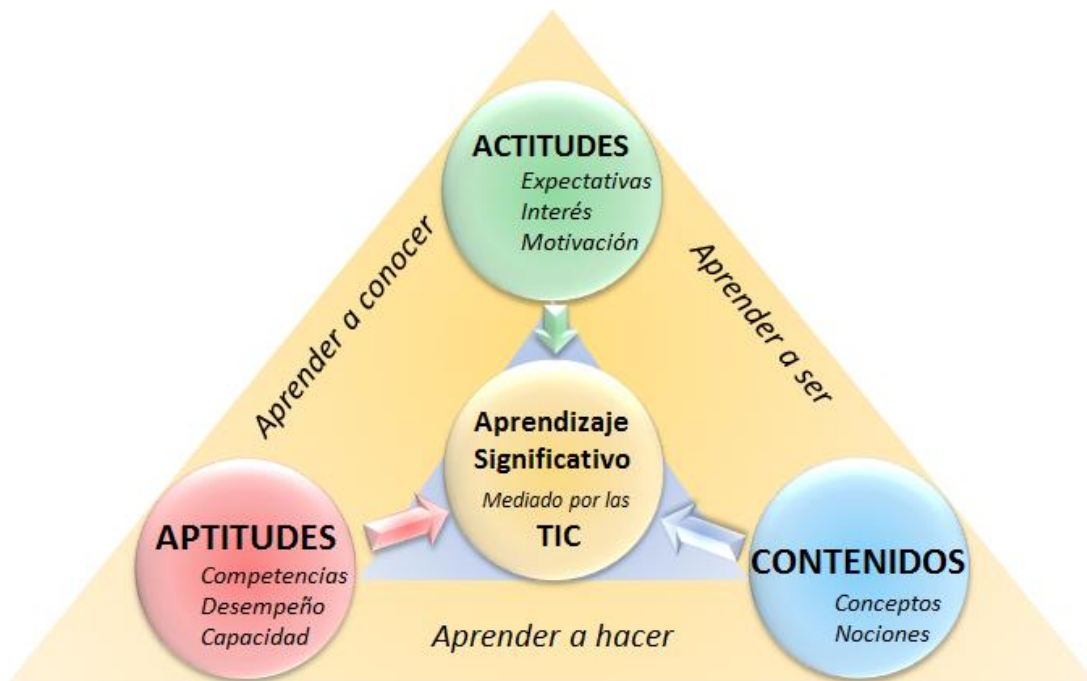 ACTITUDES
Expectativas
Interés
Motivación
Aprender a conocer
Aprender a ser
Aprendizaje
Significativo
Mediado por las
TIC
APTITUDES
Competencias
Desempeño
Capacidad
CONTENIDOS
Conceptos
Nociones
Aprender a hacer